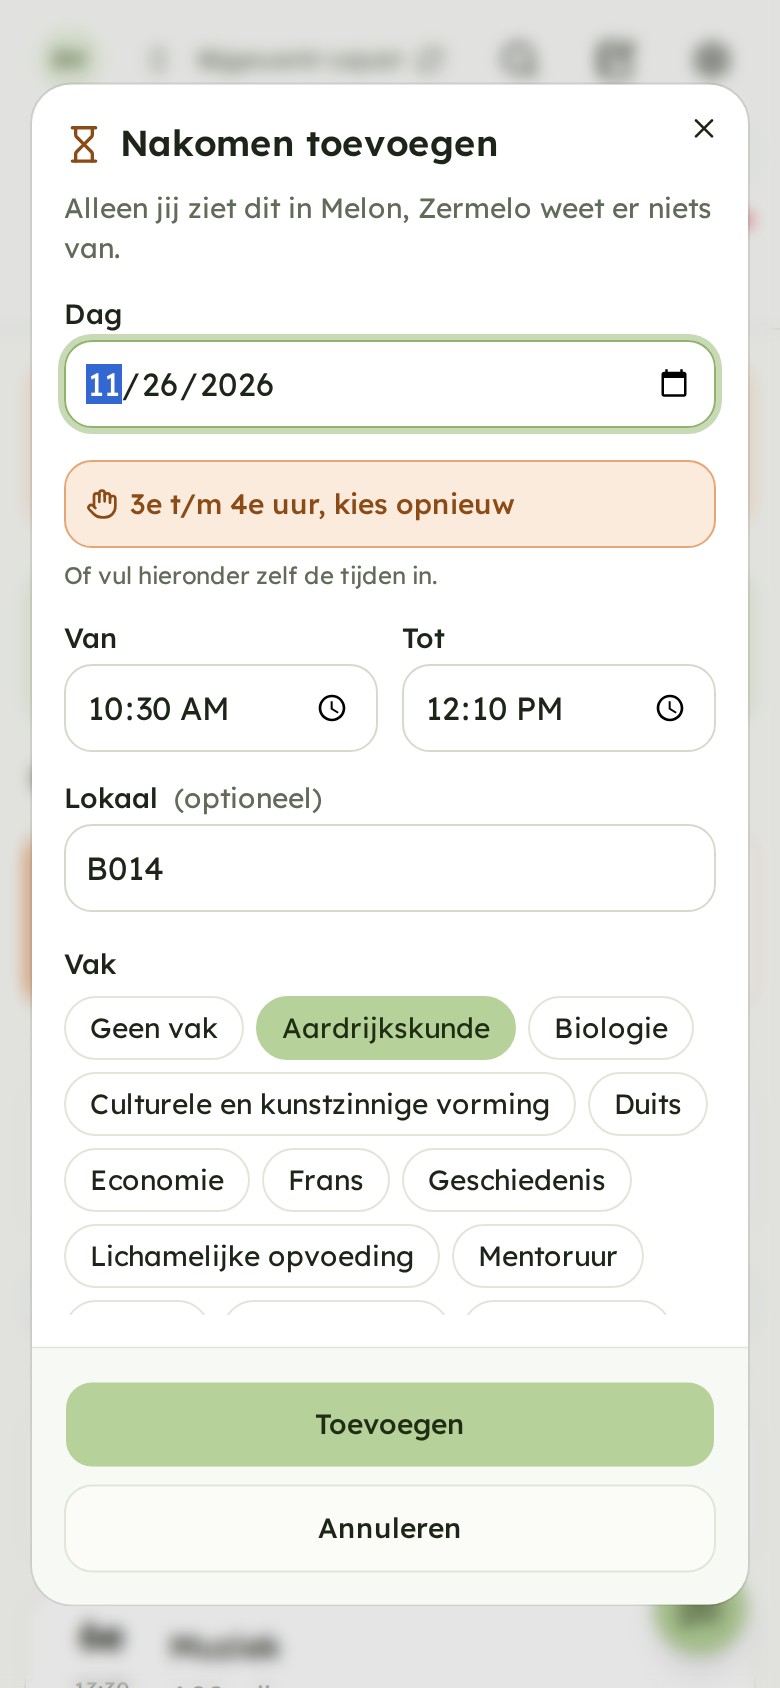 Nakomen toevoegen
Alleen jij ziet dit in Melon, Zermelo weet er niets
van.
Dag
11/26/2026
3e t/m 4e uur, kies opnieuw
Of vul hieronder zelf de tijden in.
Van Tot
10:30 AM 12:10 PM
Lokaal (optioneel)
B014
Vak
Geen vak Aardrijkskunde Biologie
Culturele en kunstzinnige vorming Duits
Economie Frans Geschiedenis
Lichamelijke opvoeding Mentoruur
Toevoegen
Annuleren
Muziek